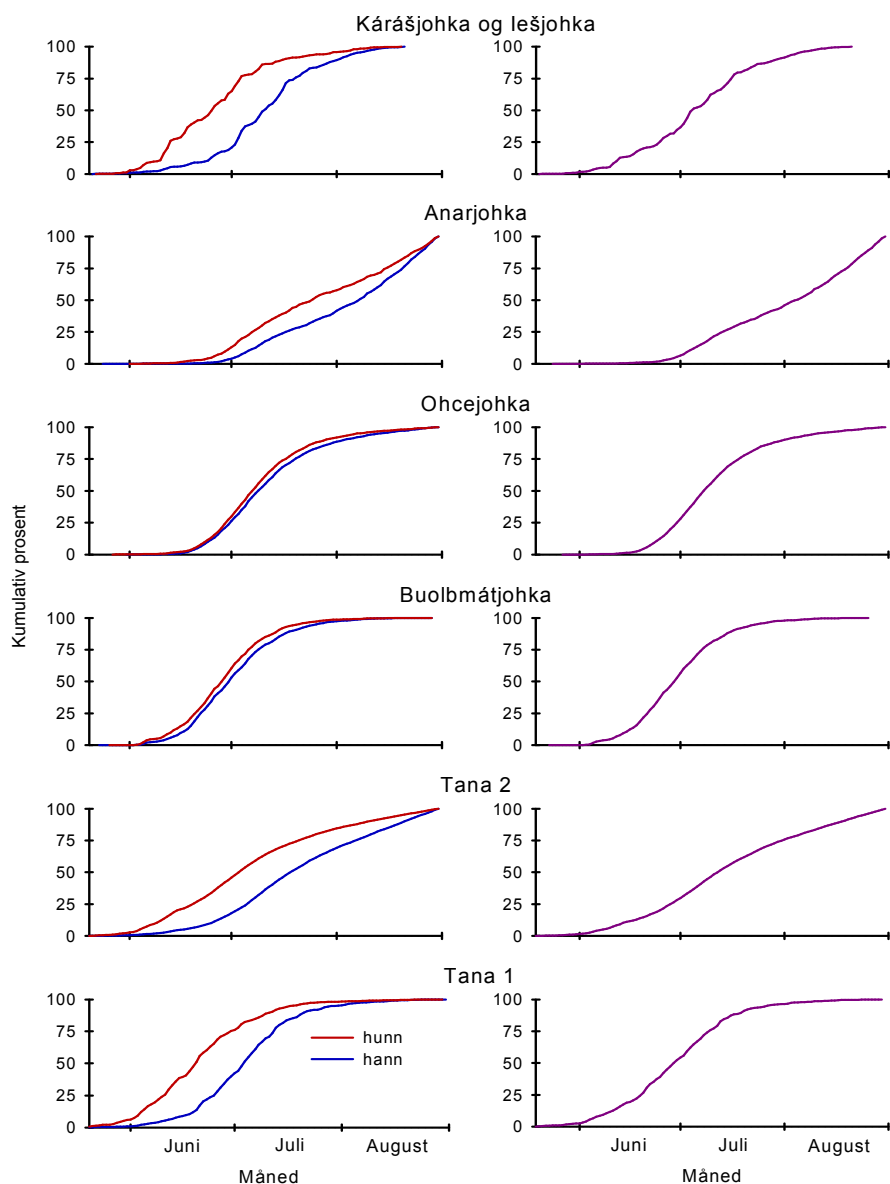 Kárášjohka og Iešjohka
100 100
75 75
50 50
25 25
0 0
Anarjohka
100 100
75 75
50 50
25 25
0 0
Ohcejohka
100 100
75 75
50 50
25 25
0 0
Kumulativ prosent
Buolbmátjohka
100 100
75 75
50 50
25 25
0 0
Tana 2
100 100
75 75
50 50
25 25
0 0
Tana 1
100 100
75 75
50 50
25 25
0 0
hunn
hann
Juni Juli August Juni Juli August
Måned Måned